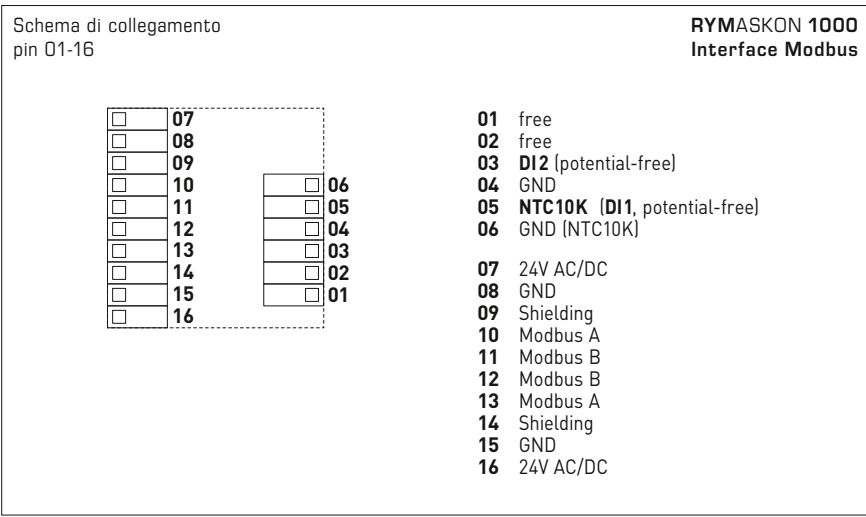 Schema di collegamento
pin 01-16
RYMASKON 1000
Interface Modbus
07
08
09
10
11
12
13
14
15
16
06
05
04
03
02
01
01 free
02 free
03 DI2 (potential-free)
04 GND
05 NTC10K (DI1, potential-free)
06 GND (NTC10K)
07 24V AC/DC
08 GND
09 Shielding
10 Modbus A
11 Modbus B
12 Modbus B
13 Modbus A
14 Shielding
15 GND
16 24V AC/DC